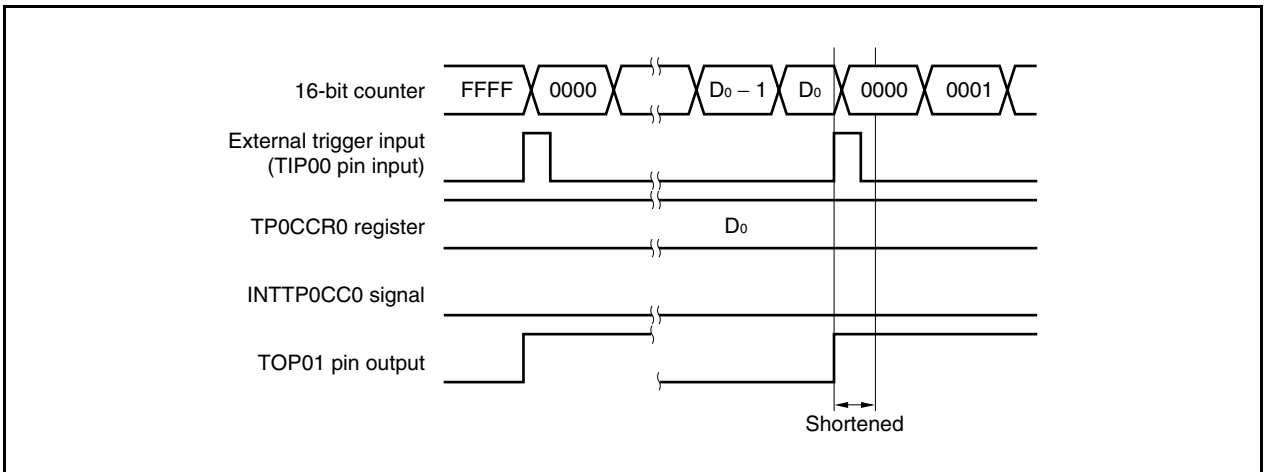 16-bit counter FFFF 0000 D₀ − 1 D₀ 0000 0001
External trigger input
(TIP00 pin input)
TP0CCR0 register D₀
INTTP0CC0 signal
TOP01 pin output
Shortened